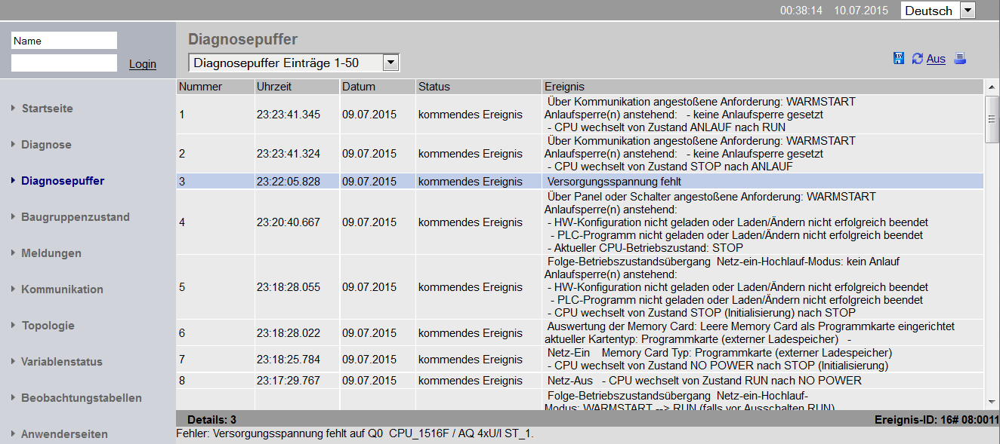 00:38:14 10.07.2015 Deutsch
Name
Login
Diagnosepuffer
Diagnosepuffer Einträge 1-50
Aus
Startseite
Diagnose
Diagnosepuffer
Baugruppenzustand
Meldungen
Kommunikation
Topologie
Variablenstatus
Beobachtungstabellen
Anwenderseiten
Nummer Uhrzeit Datum Status Ereignis
1 23:23:41.345 09.07.2015 kommendes Ereignis Über Kommunikation angestoßene Anforderung: WARMSTART
Anlaufsperre(n) anstehend: - keine Anlaufsperre gesetzt
- CPU wechselt von Zustand ANLAUF nach RUN
2 23:23:41.324 09.07.2015 kommendes Ereignis Über Kommunikation angestoßene Anforderung: WARMSTART
Anlaufsperre(n) anstehend: - keine Anlaufsperre gesetzt
- CPU wechselt von Zustand STOP nach ANLAUF
3 23:22:05.828 09.07.2015 kommendes Ereignis Versorgungsspannung fehlt
4 23:20:40.667 09.07.2015 kommendes Ereignis Über Panel oder Schalter angestoßene Anforderung: WARMSTART
Anlaufsperre(n) anstehend:
- HW-Konfiguration nicht geladen oder Laden/Ändern nicht erfolgreich beendet
- PLC-Programm nicht geladen oder Laden/Ändern nicht erfolgreich beendet
- Aktueller CPU-Betriebszustand: STOP
5 23:18:28.055 09.07.2015 kommendes Ereignis Folge-Betriebszustandsübergang Netz-ein-Hochlauf-Modus: kein Anlauf
Anlaufsperre(n) anstehend:
- HW-Konfiguration nicht geladen oder Laden/Ändern nicht erfolgreich beendet
- PLC-Programm nicht geladen oder Laden/Ändern nicht erfolgreich beendet
- CPU wechselt von Zustand STOP (Initialisierung) nach STOP
6 23:18:28.022 09.07.2015 kommendes Ereignis Auswertung der Memory Card: Leere Memory Card als Programmkarte eingerichtet
aktueller Kartentyp: Programmkarte (externer Ladespeicher) -
7 23:18:25.784 09.07.2015 kommendes Ereignis Netz-Ein Memory Card Typ: Programmkarte (externer Ladespeicher)
- CPU wechselt von Zustand NO POWER nach STOP (Initialisierung)
8 23:17:29.767 09.07.2015 kommendes Ereignis Netz-Aus - CPU wechselt von Zustand RUN nach NO POWER
Folge-Betriebszustandsübergang Netz-ein-Hochlauf-
Modus: WARMSTART --> RUN (falls vor Ausschalten RUN)
Details: 3 Ereignis-ID: 16# 08:0011
Fehler: Versorgungsspannung fehlt auf Q0 CPU_1516F / AQ 4xU/I ST_1.